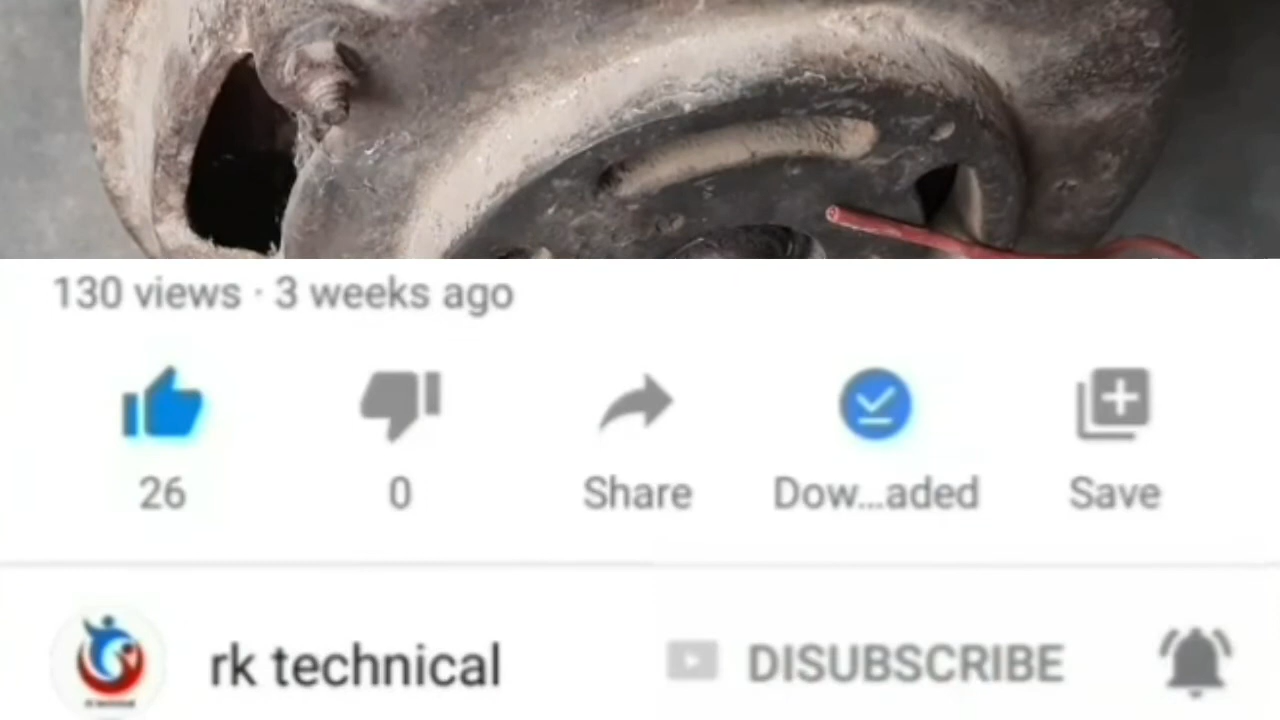 130 views · 3 weeks ago
26
0
Share
Dow...aded
Save
rk technical
DISUBSCRIBE